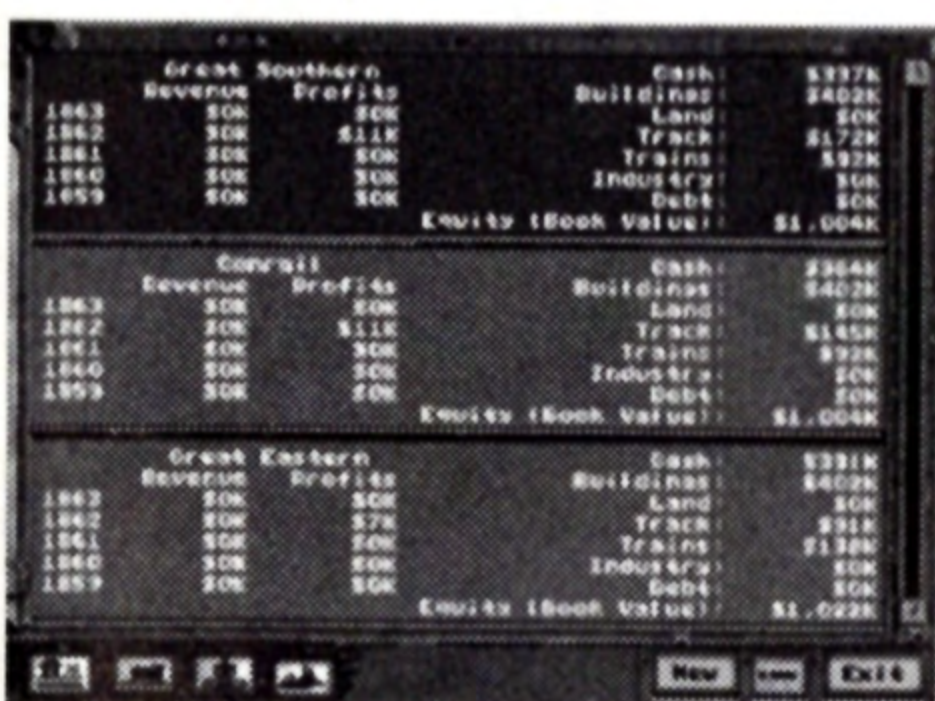 Great Southern Cash: $337K
Revenue Profits Buildings: $402K
1863 $0K $0K Land: $0K
1862 $0K $11K Track: $172K
1861 $0K $0K Trains: $92K
1860 $0K $0K Industry: $0K
1859 $0K $0K Debt: $0K
Equity (Book Value): $1,004K
Conrail Cash: $364K
Revenue Profits Buildings: $402K
1863 $0K $0K Land: $0K
1862 $0K $11K Track: $145K
1861 $0K $0K Trains: $92K
1860 $0K $0K Industry: $0K
1859 $0K $0K Debt: $0K
Equity (Book Value): $1,004K
Great Eastern Cash: $391K
Revenue Profits Buildings: $402K
1863 $0K $0K Land: $0K
1862 $0K $7K Track: $91K
1861 $0K $0K Trains: $138K
1860 $0K $0K Industry: $0K
1859 $0K $0K Debt: $0K
Equity (Book Value): $1,022K
New Exit